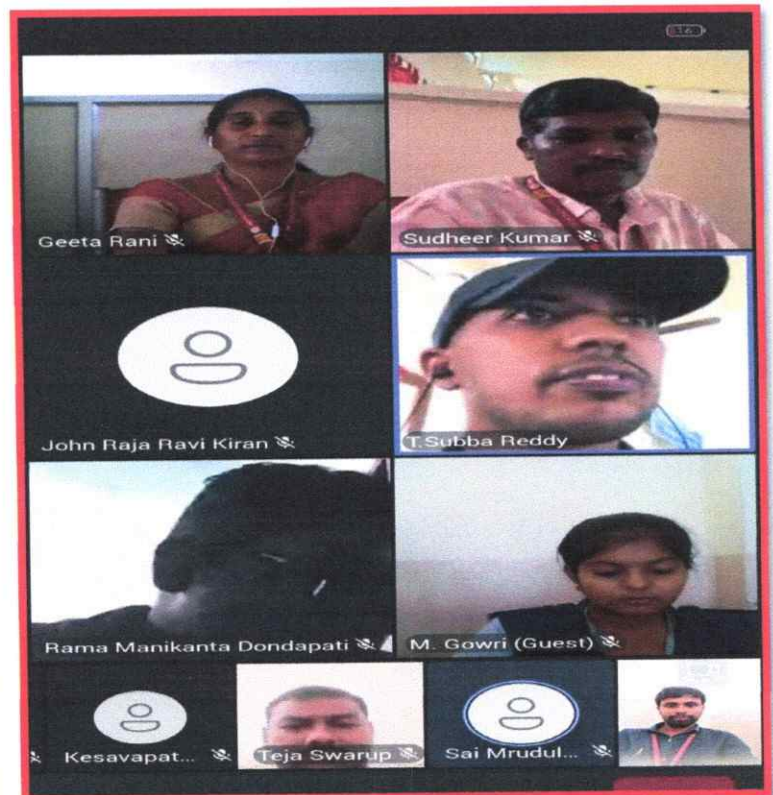 16
Geeta Rani
Sudheer Kumar
John Raja Ravi Kiran
T.Subba Reddy
Rama Manikanta Dondapati
M. Gowri (Guest)
Kesavapat...
Teja Swarup
Sai Mrudul...